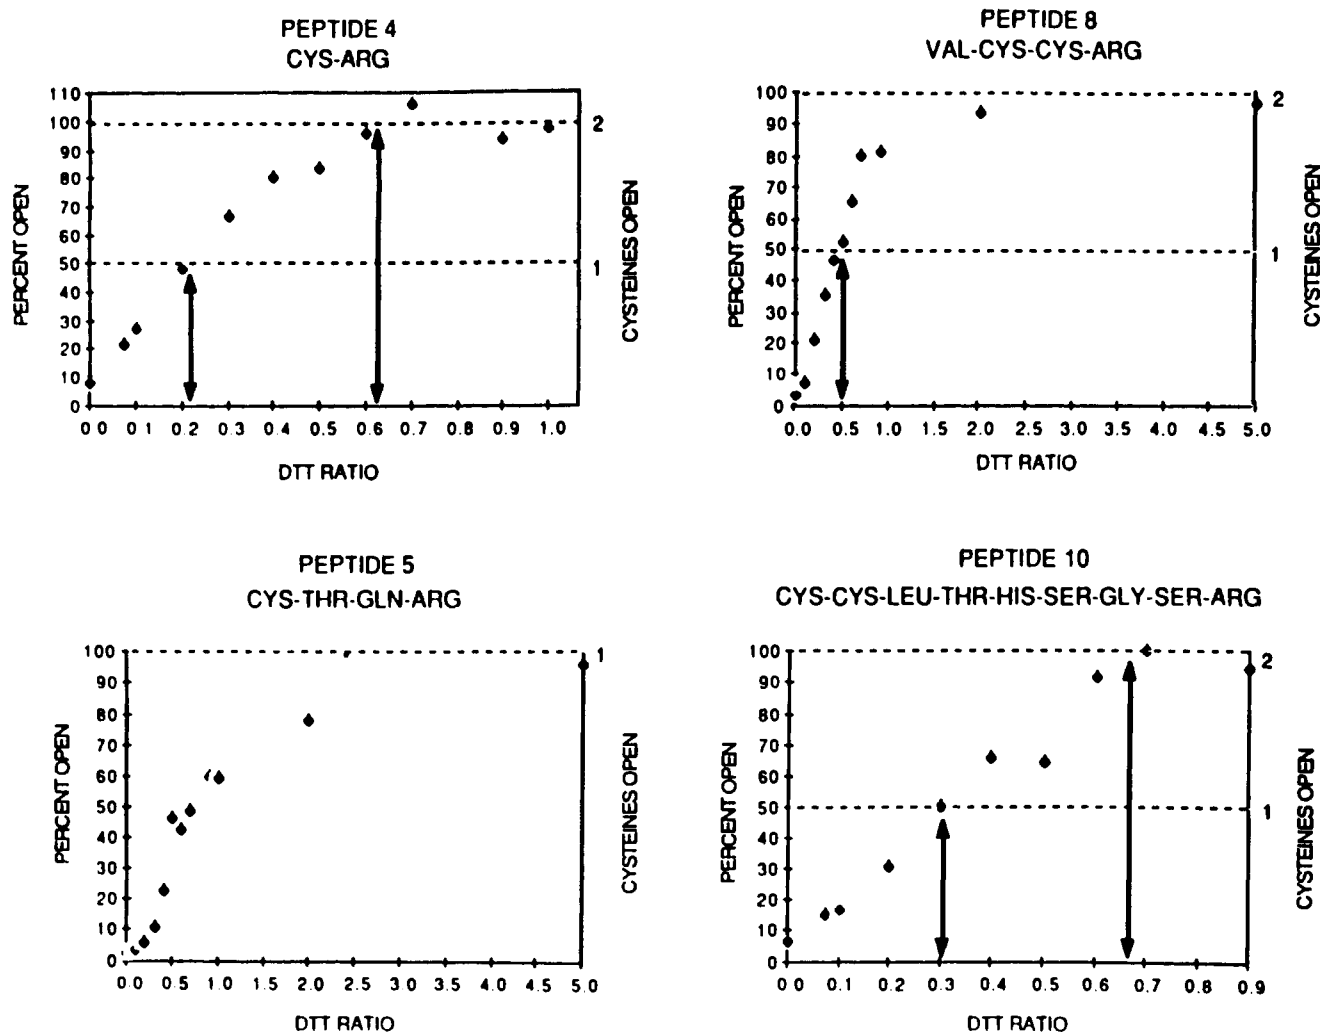 PEPTIDE 4
CYS-ARG
110
100
90
80
70
60
50
40
30
20
10
0
PERCENT OPEN
2
1
CYSTEINES OPEN
0.0 0.1 0.2 0.3 0.4 0.5 0.6 0.7 0.8 0.9 1.0
DTT RATIO
PEPTIDE 8
VAL-CYS-CYS-ARG
100
90
80
70
60
50
40
30
20
10
0
PERCENT OPEN
2
1
CYSTEINES OPEN
0.0 0.5 1.0 1.5 2.0 2.5 3.0 3.5 4.0 4.5 5.0
DTT RATIO
PEPTIDE 5
CYS-THR-GLN-ARG
100
90
80
70
60
50
40
30
20
10
0
PERCENT OPEN
1
CYSTEINES OPEN
0.0 0.5 1.0 1.5 2.0 2.5 3.0 3.5 4.0 4.5 5.0
DTT RATIO
PEPTIDE 10
CYS-CYS-LEU-THR-HIS-SER-GLY-SER-ARG
100
90
80
70
60
50
40
30
20
10
0
PERCENT OPEN
2
1
CYSTEINES OPEN
0.0 0.1 0.2 0.3 0.4 0.5 0.6 0.7 0.8 0.9
DTT RATIO